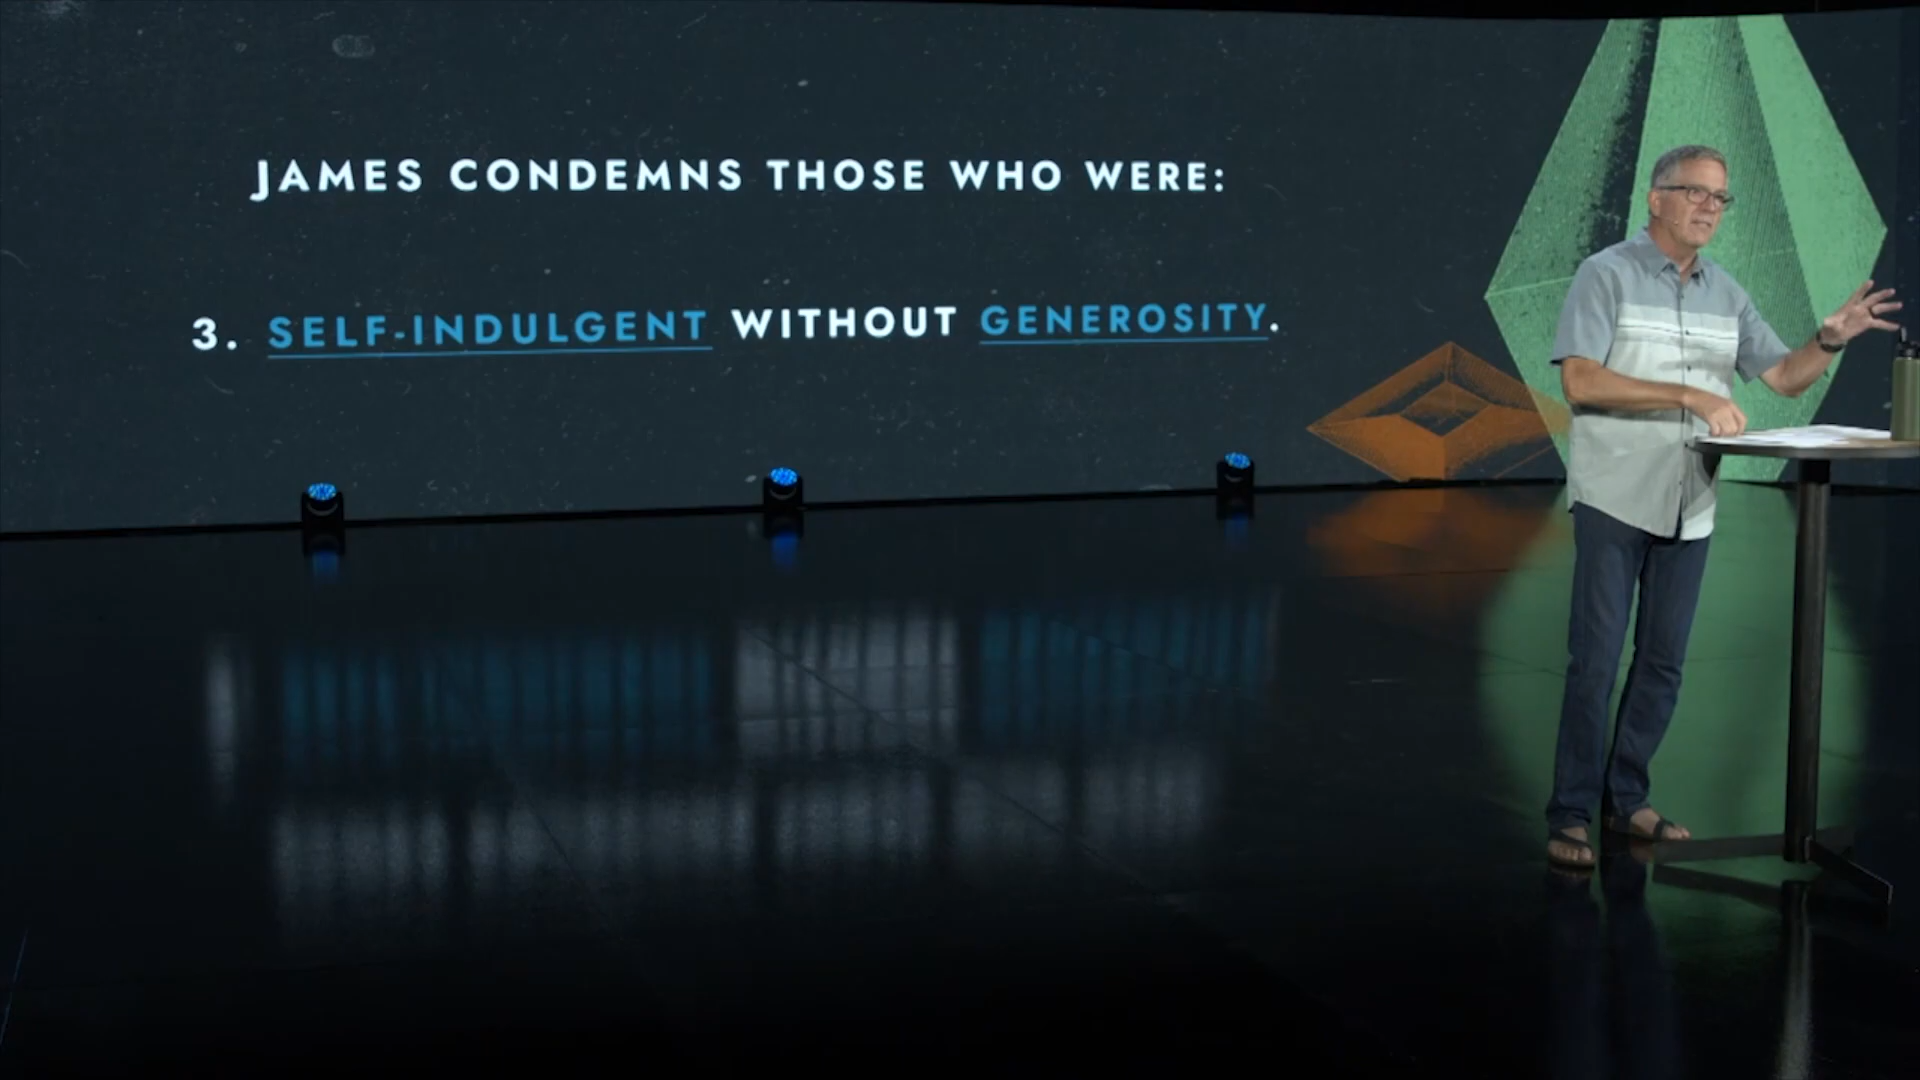 JAMES CONDEMNS THOSE WHO WERE:
3. SELF-INDULGENT WITHOUT GENEROSITY.